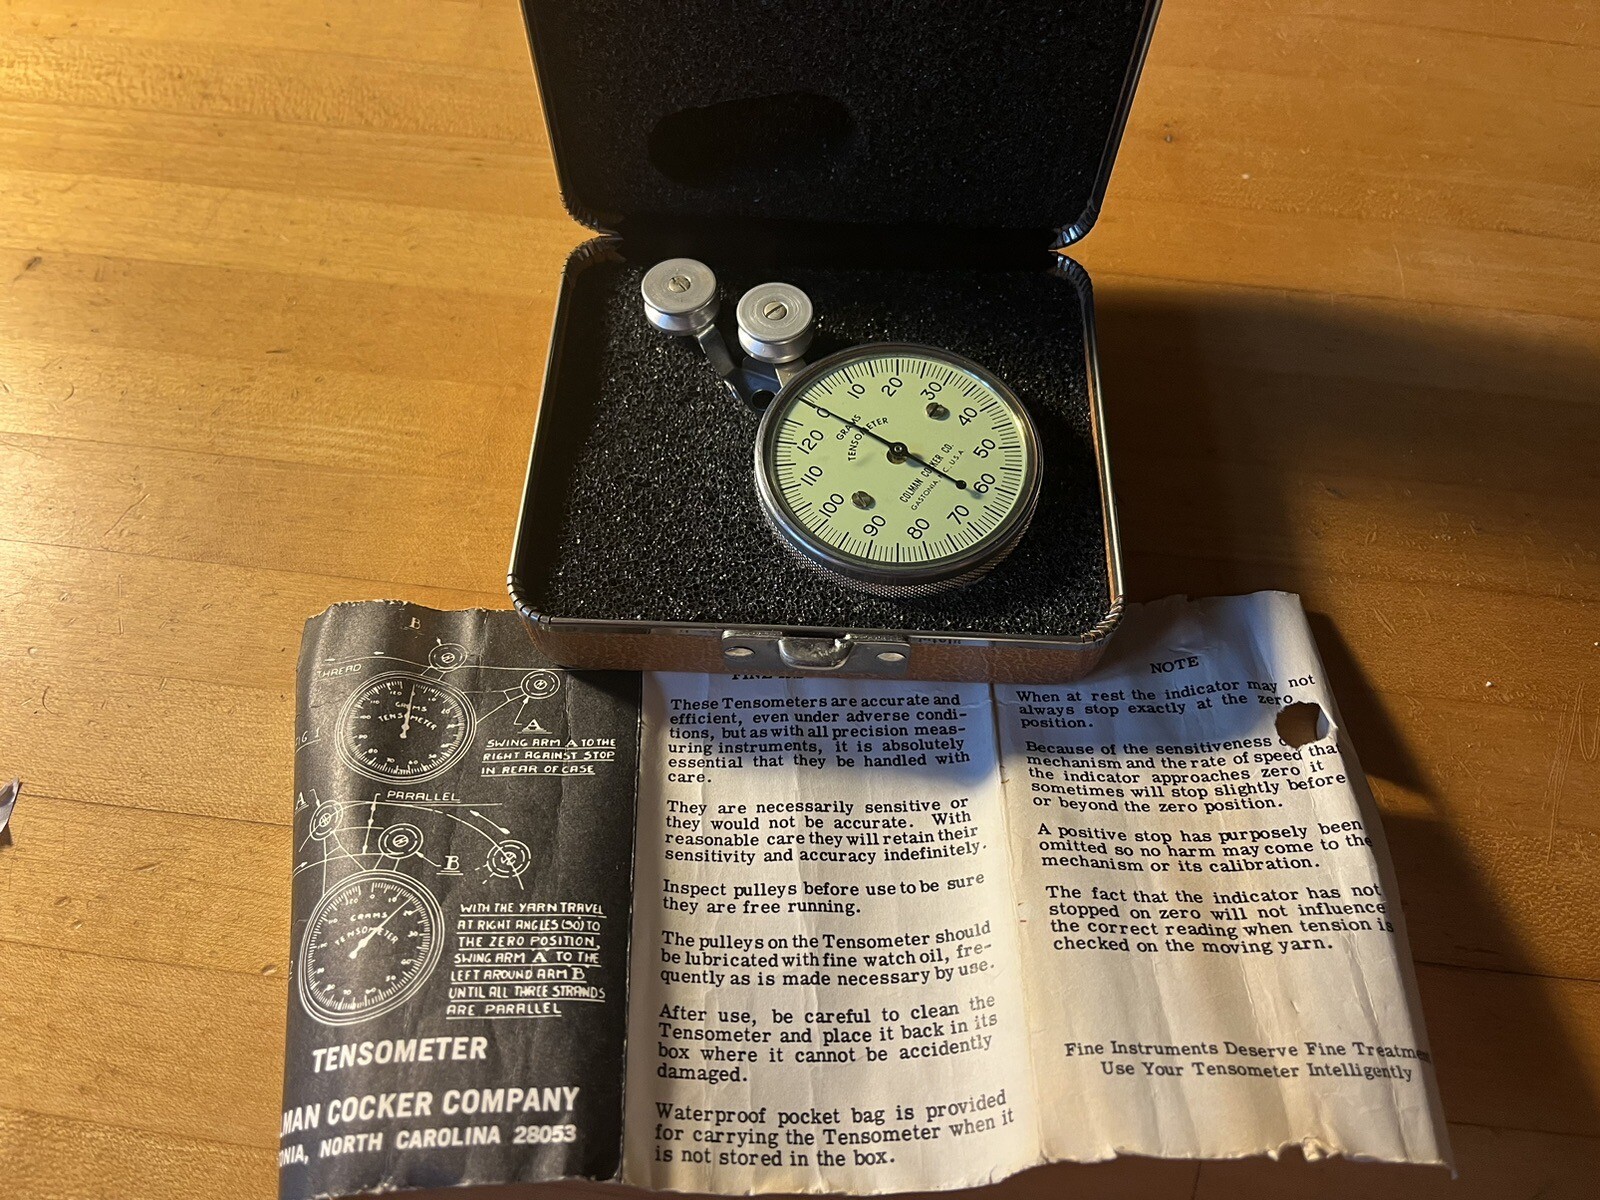 0
10
20
30
40
50
60
70
80
90
100
110
120
GRAMS
TENSOMETER
COLMAN COCKER CO.
GASTONIA, N.C. U.S.A
B
THREAD
GRAMS
TENSOMETER
A
SWING ARM A TO THE
RIGHT AGAINST STOP
IN REAR OF CASE
PARALLEL
A
B
GRAMS
TENSOMETER
WITH THE YARN TRAVEL
AT RIGHT ANGLES (90) TO
THE ZERO POSITION,
SWING ARM A TO THE
LEFT AROUND ARM B
UNTIL ALL THREE STRANDS
ARE PARALLEL
TENSOMETER
MAN COCKER COMPANY
NIA, NORTH CAROLINA 28053
These Tensometers are accurate and
efficient, even under adverse condi-
tions, but as with all precision meas-
uring instruments, it is absolutely
essential that they be handled with
care.
They are necessarily sensitive or
they would not be accurate. With
reasonable care they will retain their
sensitivity and accuracy indefinitely.
Inspect pulleys before use to be sure
they are free running.
The pulleys on the Tensometer should
be lubricated with fine watch oil, fre-
quently as is made necessary by use.
After use, be careful to clean the
Tensometer and place it back in its
box where it cannot be accidently
damaged.
Waterproof pocket bag is provided
for carrying the Tensometer when it
is not stored in the box.
NOTE
When at rest the indicator may not
always stop exactly at the zero
position.
Because of the sensitiveness
mechanism and the rate of speed tha
the indicator approaches zero it
sometimes will stop slightly before
or beyond the zero position.
A positive stop has purposely been
omitted so no harm may come to the
mechanism or its calibration.
The fact that the indicator has not
stopped on zero will not influence
the correct reading when tension is
checked on the moving yarn.
Fine Instruments Deserve Fine Treatmen
Use Your Tensometer Intelligently